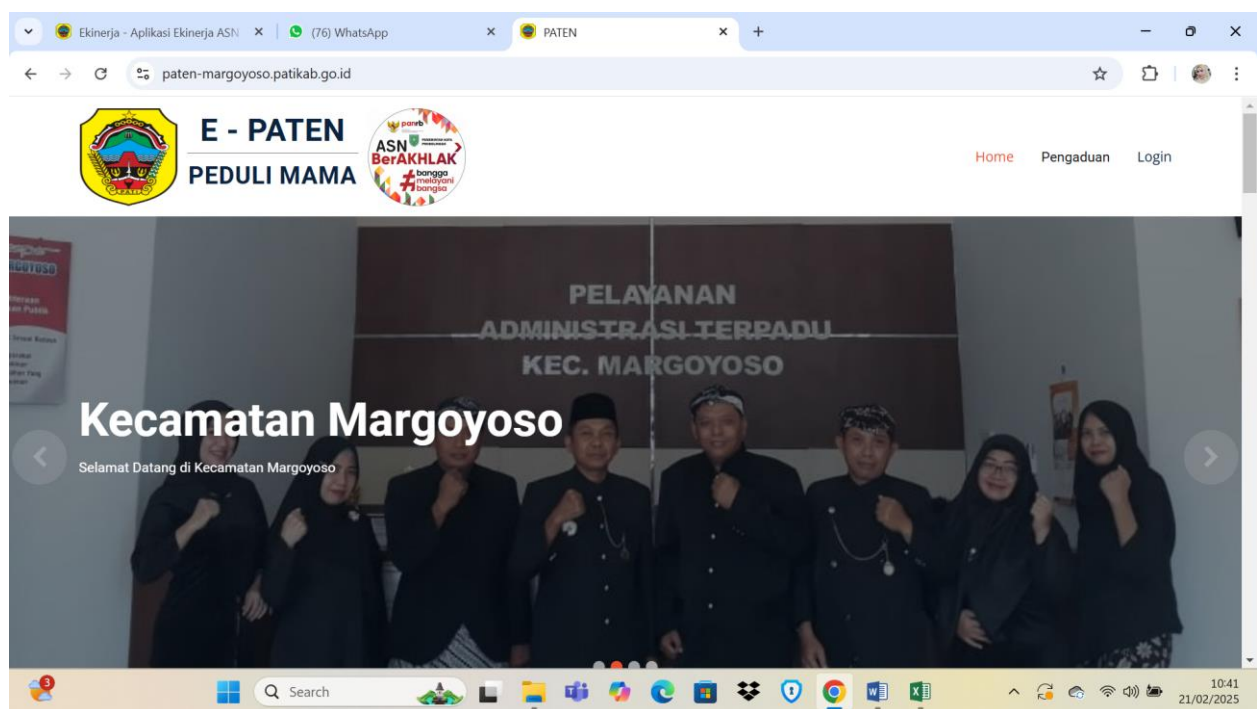 Ekinerja - Aplikasi Ekinerja ASN
(76) WhatsApp
PATEN
paten-margoyoso.patikab.go.id
E - PATEN
PEDULI MAMA
panrb
ASN
BerAKHLAK
bangga
melayani
bangsa
Home Pengaduan Login
PELAYANAN
ADMINISTRASI TERPADU
KEC. MARGOYOSO
Kecamatan Margoyoso
Selamat Datang di Kecamatan Margoyoso
3
Search
10:41
21/02/2025